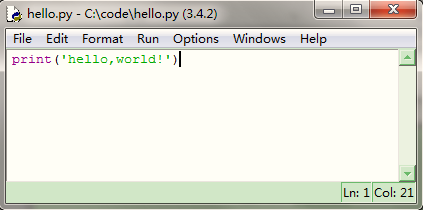 hello.py - C:\code\hello.py (3.4.2)
File Edit Format Run Options Windows Help
print('hello,world!')
Ln: 1 Col: 21